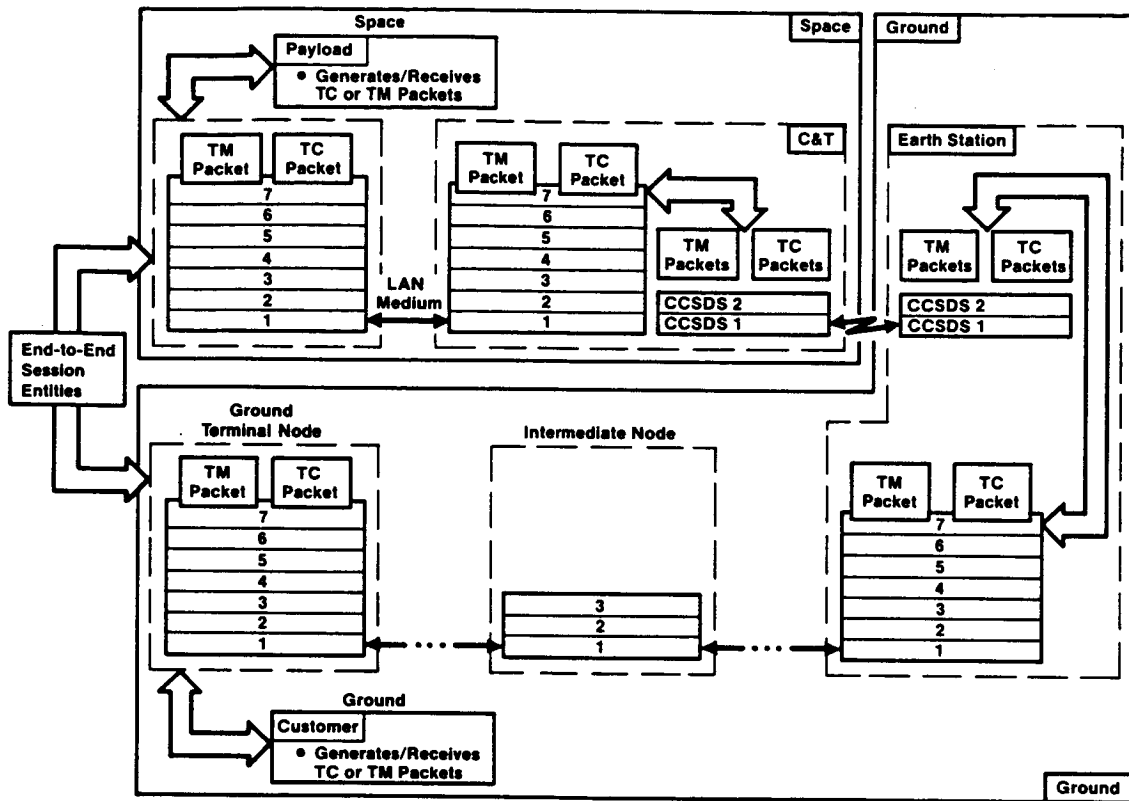 Space
Space
Ground
Payload
• Generates/Receives
TC or TM Packets
C&T
Earth Station
TM
Packet
TC
Packet
7
6
5
4
3
2
1
LAN
Medium
TM
Packet
TC
Packet
7
6
5
4
3
2
1
TM
Packets
TC
Packets
CCSDS 2
CCSDS 1
TM
Packets
TC
Packets
CCSDS 2
CCSDS 1
End-to-End
Session
Entities
Ground
Terminal Node
TM
Packet
TC
Packet
7
6
5
4
3
2
1
Intermediate Node
3
2
1
TM
Packet
TC
Packet
7
6
5
4
3
2
1
Ground
Customer
• Generates/Receives
TC or TM Packets
Ground